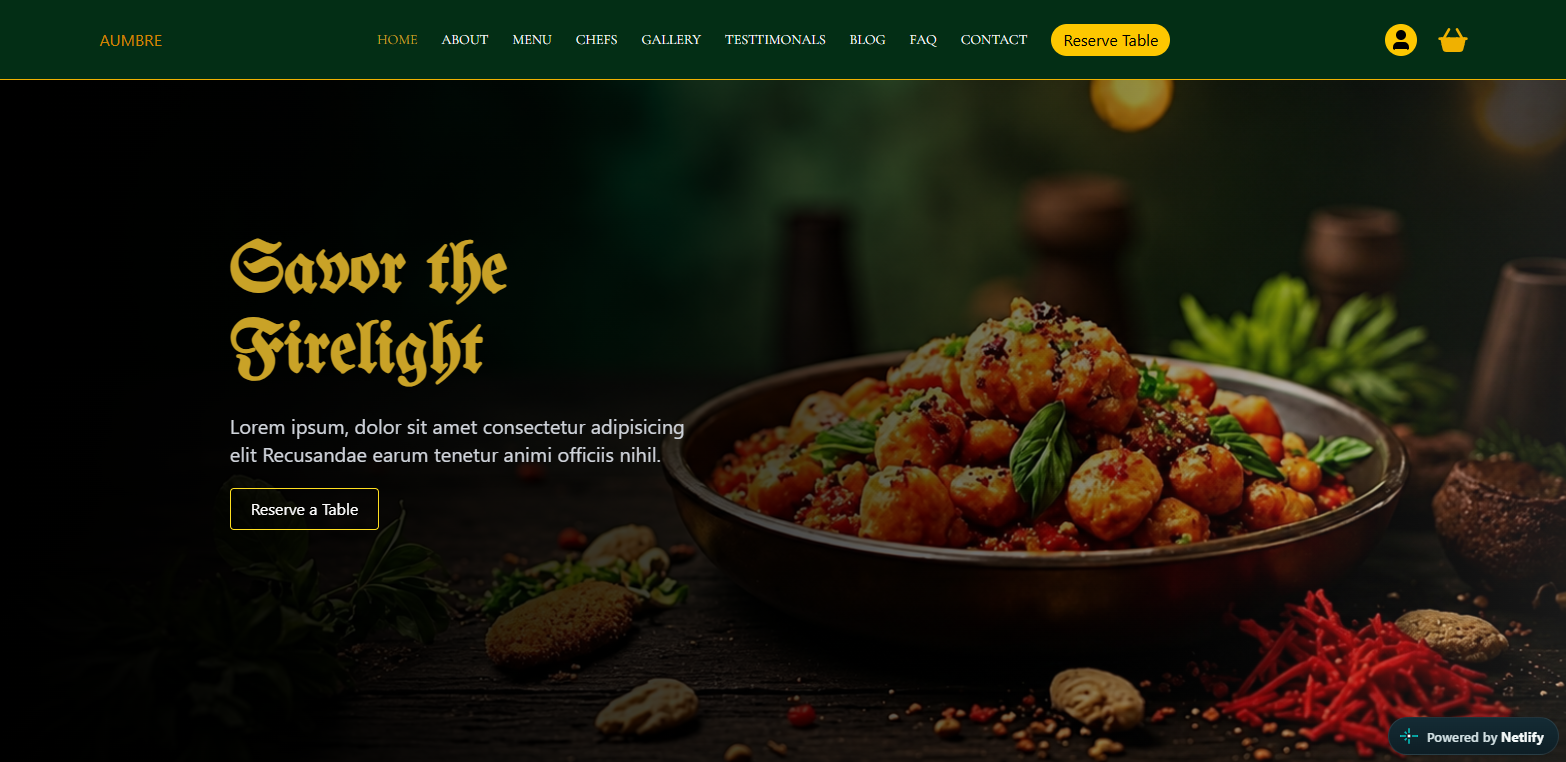 AUMBRE
HOME ABOUT MENU CHEFS GALLERY TESTTIMONALS BLOG FAQ CONTACT Reserve Table
Savor the
Firelight
Lorem ipsum, dolor sit amet consectetur adipisicing
elit Recusandae earum tenetur animi officiis nihil.
Reserve a Table
Powered by Netlify